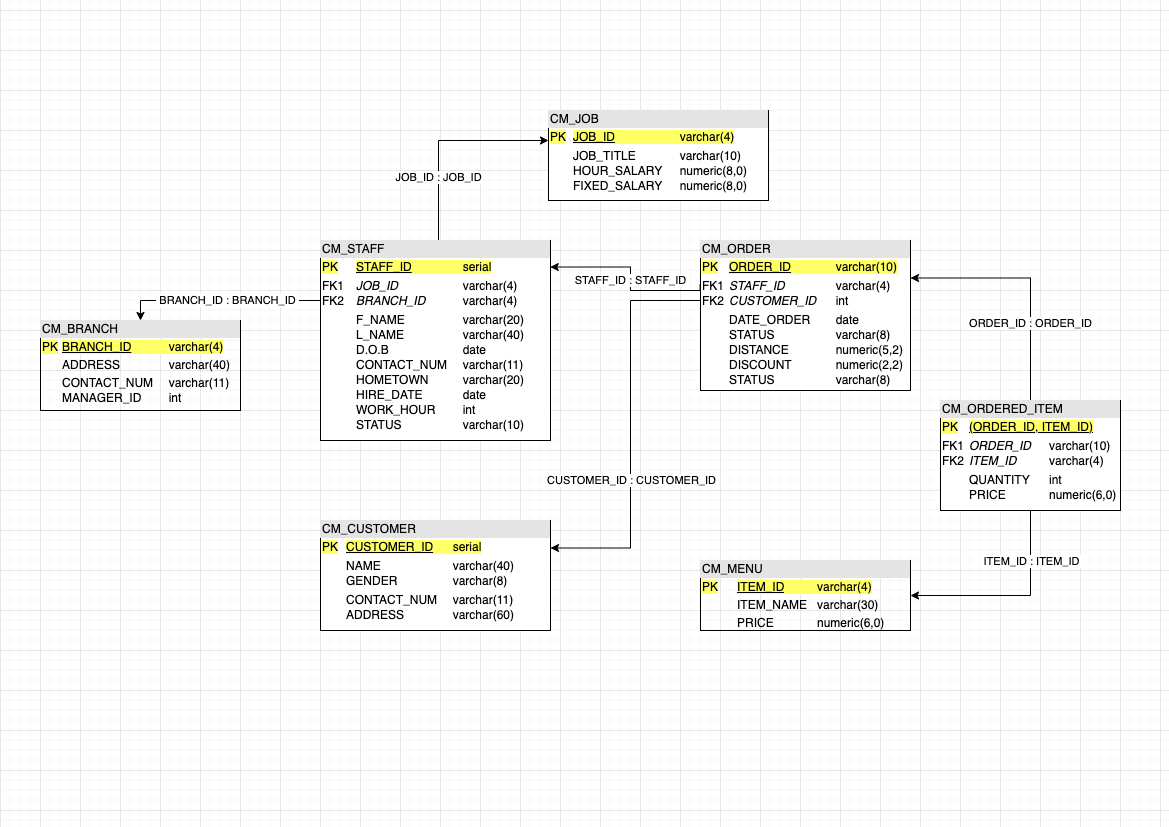 CM_JOB
PK JOB_ID varchar(4)
JOB_TITLE varchar(10)
HOUR_SALARY numeric(8,0)
FIXED_SALARY numeric(8,0)
JOB_ID : JOB_ID
CM_STAFF
PK STAFF_ID serial
FK1 JOB_ID varchar(4)
FK2 BRANCH_ID varchar(4)
F_NAME varchar(20)
L_NAME varchar(40)
D.O.B date
CONTACT_NUM varchar(11)
HOMETOWN varchar(20)
HIRE_DATE date
WORK_HOUR int
STATUS varchar(10)
BRANCH_ID : BRANCH_ID
CM_BRANCH
PK BRANCH_ID varchar(4)
ADDRESS varchar(40)
CONTACT_NUM varchar(11)
MANAGER_ID int
STAFF_ID : STAFF_ID
CM_ORDER
PK ORDER_ID varchar(10)
FK1 STAFF_ID varchar(4)
FK2 CUSTOMER_ID int
DATE_ORDER date
STATUS varchar(8)
DISTANCE numeric(5,2)
DISCOUNT numeric(2,2)
STATUS varchar(8)
ORDER_ID : ORDER_ID
CM_ORDERED_ITEM
PK (ORDER_ID, ITEM_ID)
FK1 ORDER_ID varchar(10)
FK2 ITEM_ID varchar(4)
QUANTITY int
PRICE numeric(6,0)
CUSTOMER_ID : CUSTOMER_ID
CM_CUSTOMER
PK CUSTOMER_ID serial
NAME varchar(40)
GENDER varchar(8)
CONTACT_NUM varchar(11)
ADDRESS varchar(60)
ITEM_ID : ITEM_ID
CM_MENU
PK ITEM_ID varchar(4)
ITEM_NAME varchar(30)
PRICE numeric(6,0)